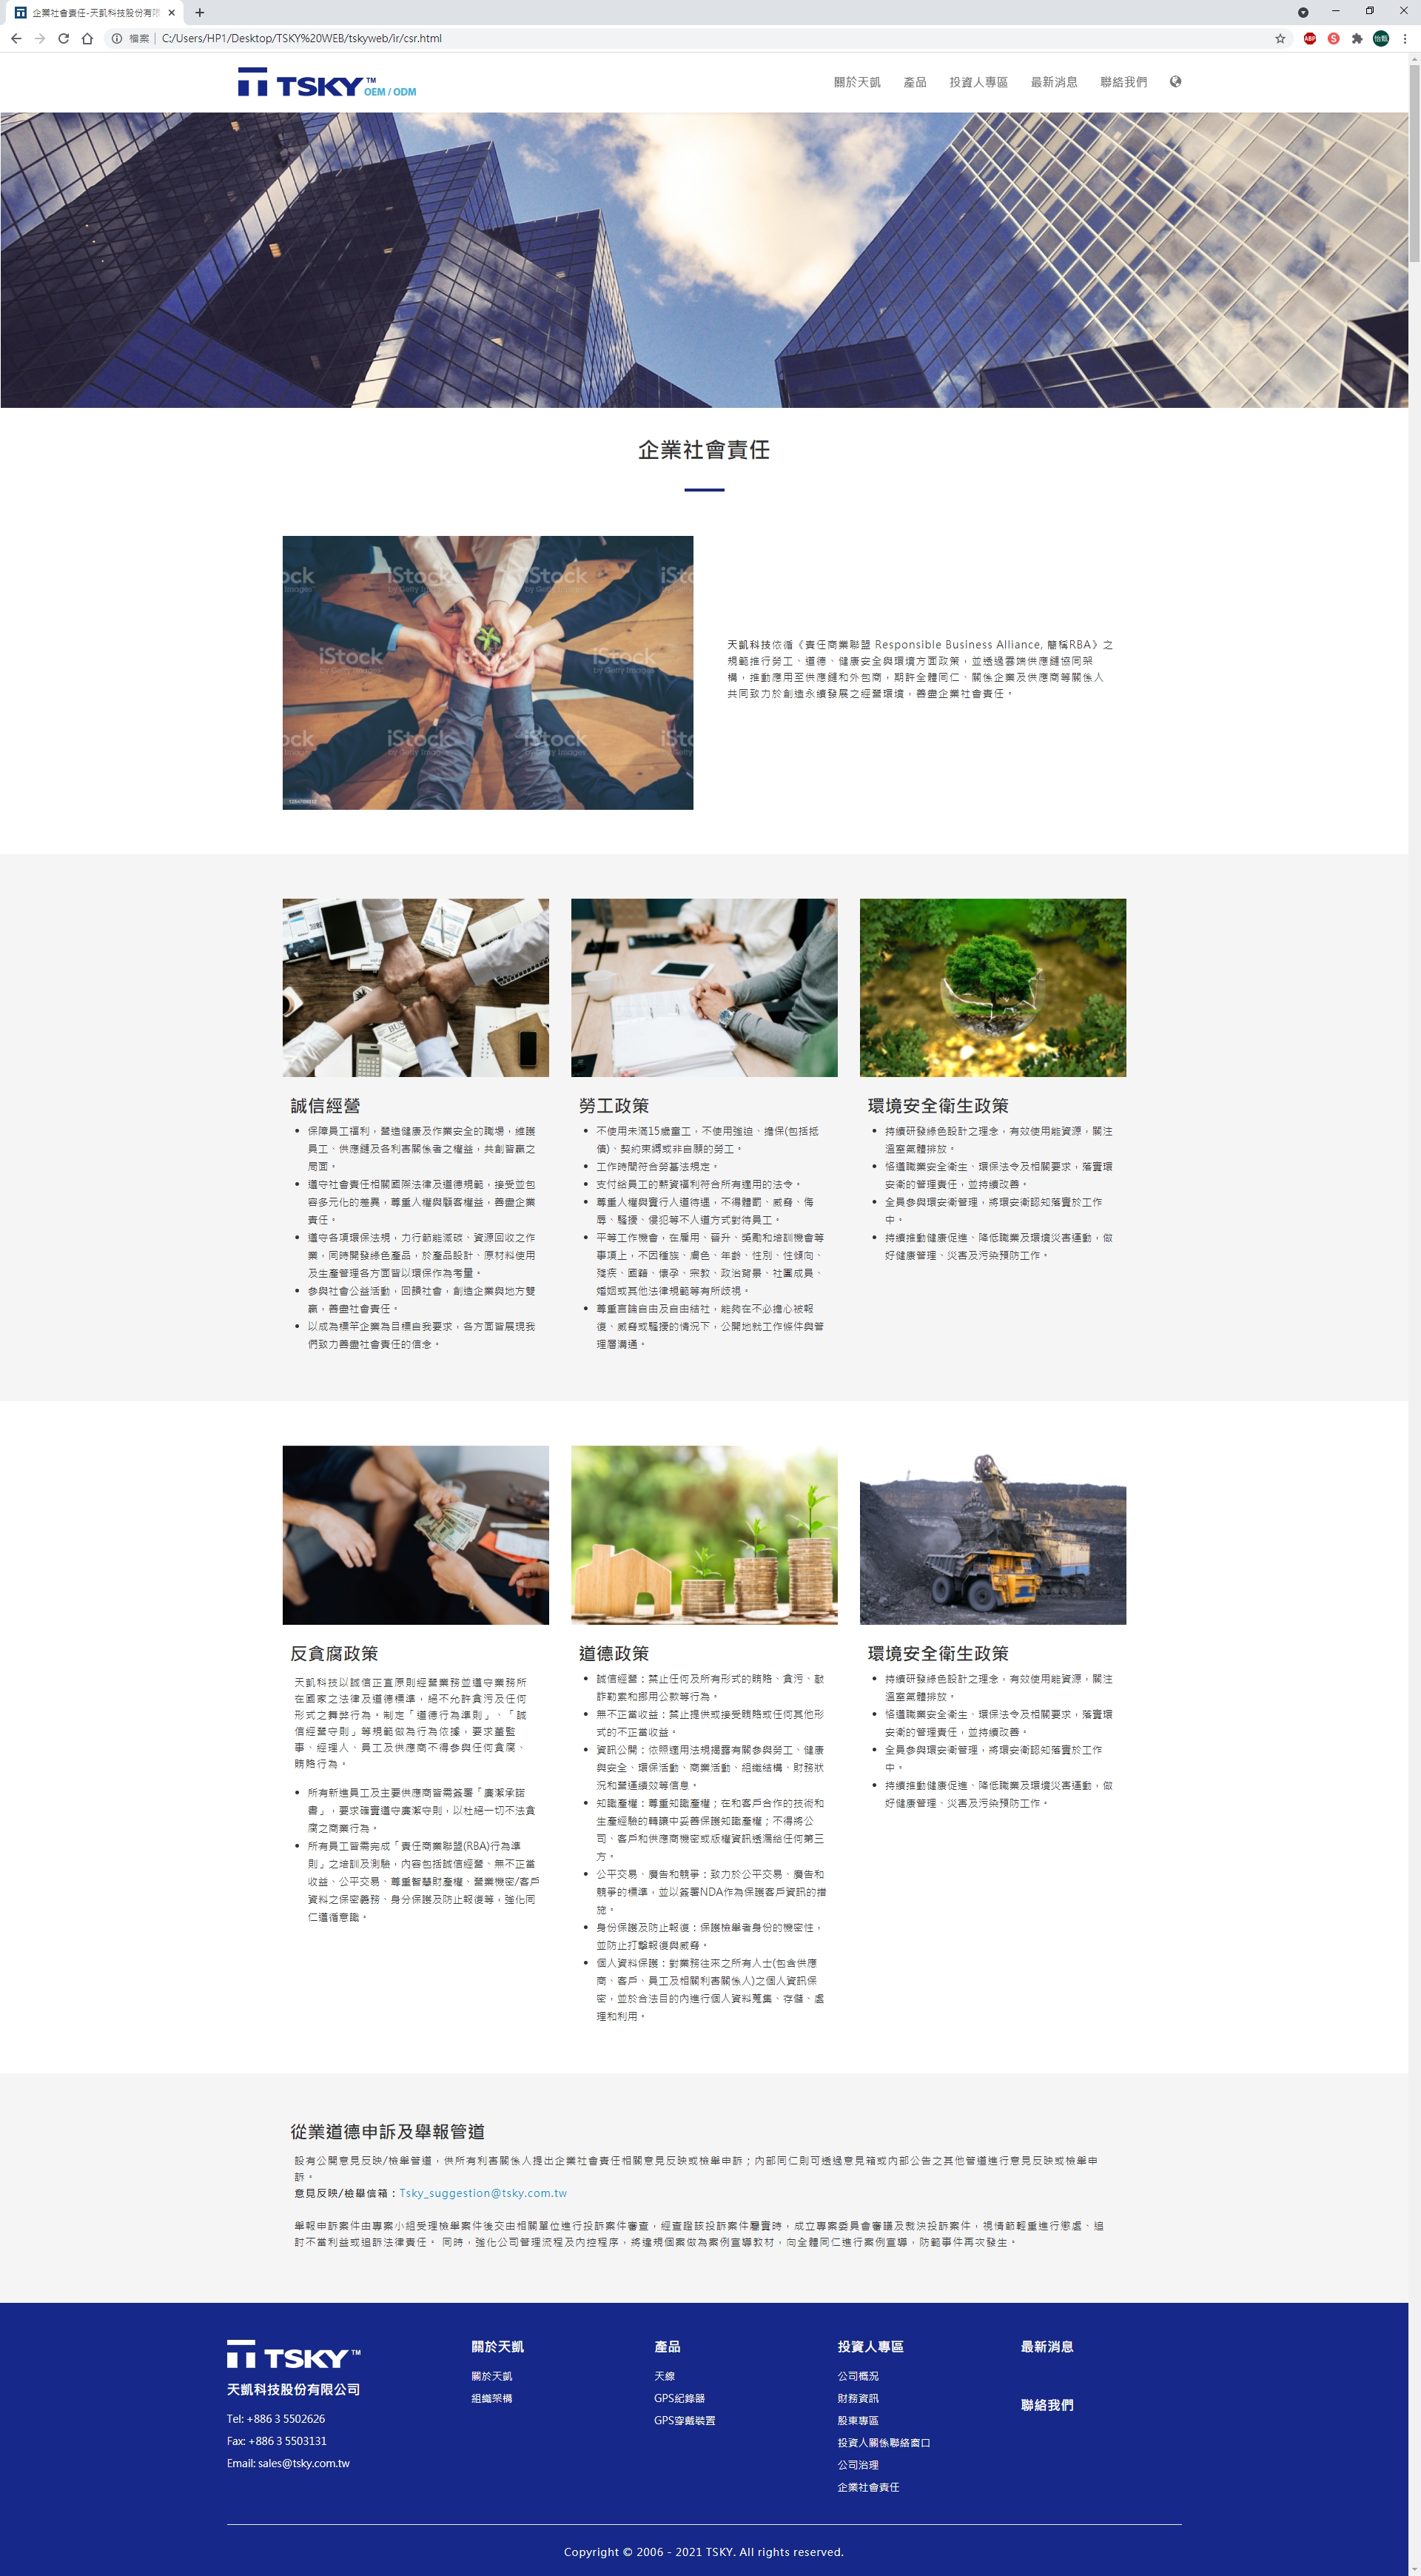 企業社會責任-天凱科技股份有限
檔案 C:/Users/HP1/Desktop/TSKY%20WEB/tskyweb/ir/csr.html
TSKY™ OEM / ODM
關於天凱 產品 投資人專區 最新消息 聯絡我們
企業社會責任
iStock
by Getty Images
天凱科技依循《責任商業聯盟 Responsible Business Alliance, 簡稱RBA》之
規範推行勞工、道德、健康安全與環境方面政策，並透過雲端供應鏈協同架
構，推動應用至供應鏈和外包商，期許全體同仁、關係企業及供應商等關係人
共同致力於創造永續發展之經營環境，善盡企業社會責任。
誠信經營
保障員工福利，營造健康及作業安全的職場，維護
員工、供應鏈及各利害關係者之權益，共創皆贏之
局面。
遵守社會責任相關國際法律及道德規範，接受並包
容多元化的差異，尊重人權與顧客權益，善盡企業
責任。
遵守各項環保法規，力行節能減碳、資源回收之作
業，同時開發綠色產品，於產品設計、原材料使用
及生產管理各方面皆以環保作為考量。
參與社會公益活動，回饋社會，創造企業與地方雙
贏，善盡社會責任。
以成為標竿企業為目標自我要求，各方面皆展現我
們致力善盡社會責任的信念。
勞工政策
不使用未滿15歲童工，不使用強迫、擔保(包括抵
債)、契約束縛或非自願的勞工。
工作時間符合勞基法規定。
支付給員工的薪資福利符合所有適用的法令。
尊重人權與實行人道待遇，不得體罰、威脅、侮
辱、騷擾、侵犯等不人道方式對待員工。
平等工作機會，在雇用、晉升、獎勵和培訓機會等
事項上，不因種族、膚色、年齡、性別、性傾向、
殘疾、國籍、懷孕、宗教、政治背景、社團成員、
婚姻或其他法律規範等有所歧視。
尊重言論自由及自由結社，能夠在不必擔心被報
復、威脅或騷擾的情況下，公開地就工作條件與管
理層溝通。
環境安全衛生政策
持續研發綠色設計之理念，有效使用能資源，關注
溫室氣體排放。
恪遵職業安全衛生、環保法令及相關要求，落實環
安衛的管理責任，並持續改善。
全員參與環安衛管理，將環安衛認知落實於工作
中。
持續推動健康促進、降低職業及環境災害運動，做
好健康管理、災害及污染預防工作。
反貪腐政策
天凱科技以誠信正直原則經營業務並遵守業務所
在國家之法律及道德標準，絕不允許貪污及任何
形式之舞弊行為。制定「道德行為準則」、「誠
信經營守則」等規範做為行為依據，要求董監
事、經理人、員工及供應商不得參與任何貪腐、
賄賂行為。
所有新進員工及主要供應商皆需簽署「廉潔承諾
書」，要求確實遵守廉潔守則，以杜絕一切不法貪
腐之商業行為。
所有員工皆需完成「責任商業聯盟(RBA)行為準
則」之培訓及測驗，內容包括誠信經營、無不正當
收益、公平交易、尊重智慧財產權、營業機密/客戶
資料之保密義務、身分保護及防止報復等，強化同
仁遵循意識。
道德政策
誠信經營：禁止任何及所有形式的賄賂、貪污、敲
詐勒索和挪用公款等行為。
無不正當收益：禁止提供或接受賄賂或任何其他形
式的不正當收益。
資訊公開：依照適用法規揭露有關參與勞工、健康
與安全、環保活動、商業活動、組織結構、財務狀
況和營運績效等信息。
知識產權：尊重知識產權；在和客戶合作的技術和
生產經驗的轉讓中妥善保護知識產權；不得將公
司、客戶和供應商機密或版權資訊透漏給任何第三
方。
公平交易、廣告和競爭：致力於公平交易、廣告和
競爭的標準，並以簽署NDA作為保護客戶資訊的措
施。
身份保護及防止報復：保護檢舉者身份的機密性，
並防止打擊報復與威脅。
個人資料保護：對業務往來之所有人士(包含供應
商、客戶、員工及相關利害關係人)之個人資訊保
密，並於合法目的內進行個人資料蒐集、存儲、處
理和利用。
環境安全衛生政策
持續研發綠色設計之理念，有效使用能資源，關注
溫室氣體排放。
恪遵職業安全衛生、環保法令及相關要求，落實環
安衛的管理責任，並持續改善。
全員參與環安衛管理，將環安衛認知落實於工作
中。
持續推動健康促進、降低職業及環境災害運動，做
好健康管理、災害及污染預防工作。
從業道德申訴及舉報管道
設有公開意見反映/檢舉管道，供所有利害關係人提出企業社會責任相關意見反映或檢舉申訴；內部同仁則可透過意見箱或內部公告之其他管道進行意見反映或檢舉申
訴。
意見反映/檢舉信箱：Tsky_suggestion@tsky.com.tw
舉報申訴案件由專案小組受理檢舉案件後交由相關單位進行投訴案件審查，經查證該投訴案件屬實時，成立專案委員會審議及裁決投訴案件，視情節輕重進行懲處、追
討不當利益或追訴法律責任。 同時，強化公司管理流程及內控程序，將違規個案做為案例宣導教材，向全體同仁進行案例宣導，防範事件再次發生。
TSKY™
天凱科技股份有限公司
Tel: +886 3 5502626
Fax: +886 3 5503131
Email: sales@tsky.com.tw
關於天凱
關於天凱
組織架構
產品
天線
GPS紀錄器
GPS穿戴裝置
投資人專區
公司概況
財務資訊
股東專區
投資人關係聯絡窗口
公司治理
企業社會責任
最新消息
聯絡我們
Copyright © 2006 - 2021 TSKY. All rights reserved.